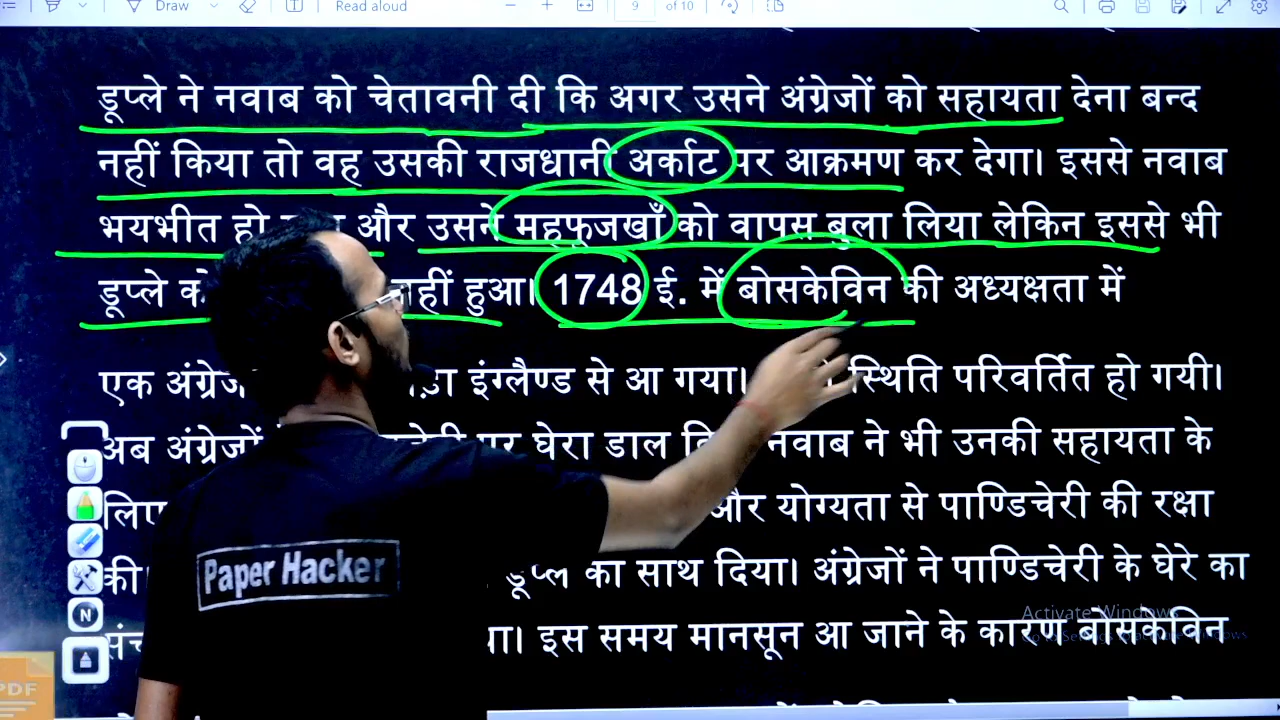 Draw Read aloud 9 of 10
डूप्ले ने नवाब को चेतावनी दी कि अगर उसने अंग्रेजों को सहायता देना बन्द
नहीं किया तो वह उसकी राजधानी अर्काट पर आक्रमण कर देगा। इससे नवाब
भयभीत हो और उसने महफुजखाँ को वापस बुला लिया लेकिन इससे भी
डूप्ले नहीं हुआ। 1748 ई. में बोसकेविन की अध्यक्षता में
एक इंग्लैण्ड से आ गया। स्थिति परिवर्तित हो गयी।
अब अंग्रेजों पर घेरा डाल नवाब ने भी उनकी सहायता के
और योग्यता से पाण्डिचेरी की रक्षा
की। डूप्ले का साथ दिया। अंग्रेजों ने पाण्डिचेरी के घेरे का
इस समय मानसून आ जाने के कारण बोसकेविन
Paper Hacker
Activate Windows
N
PDF